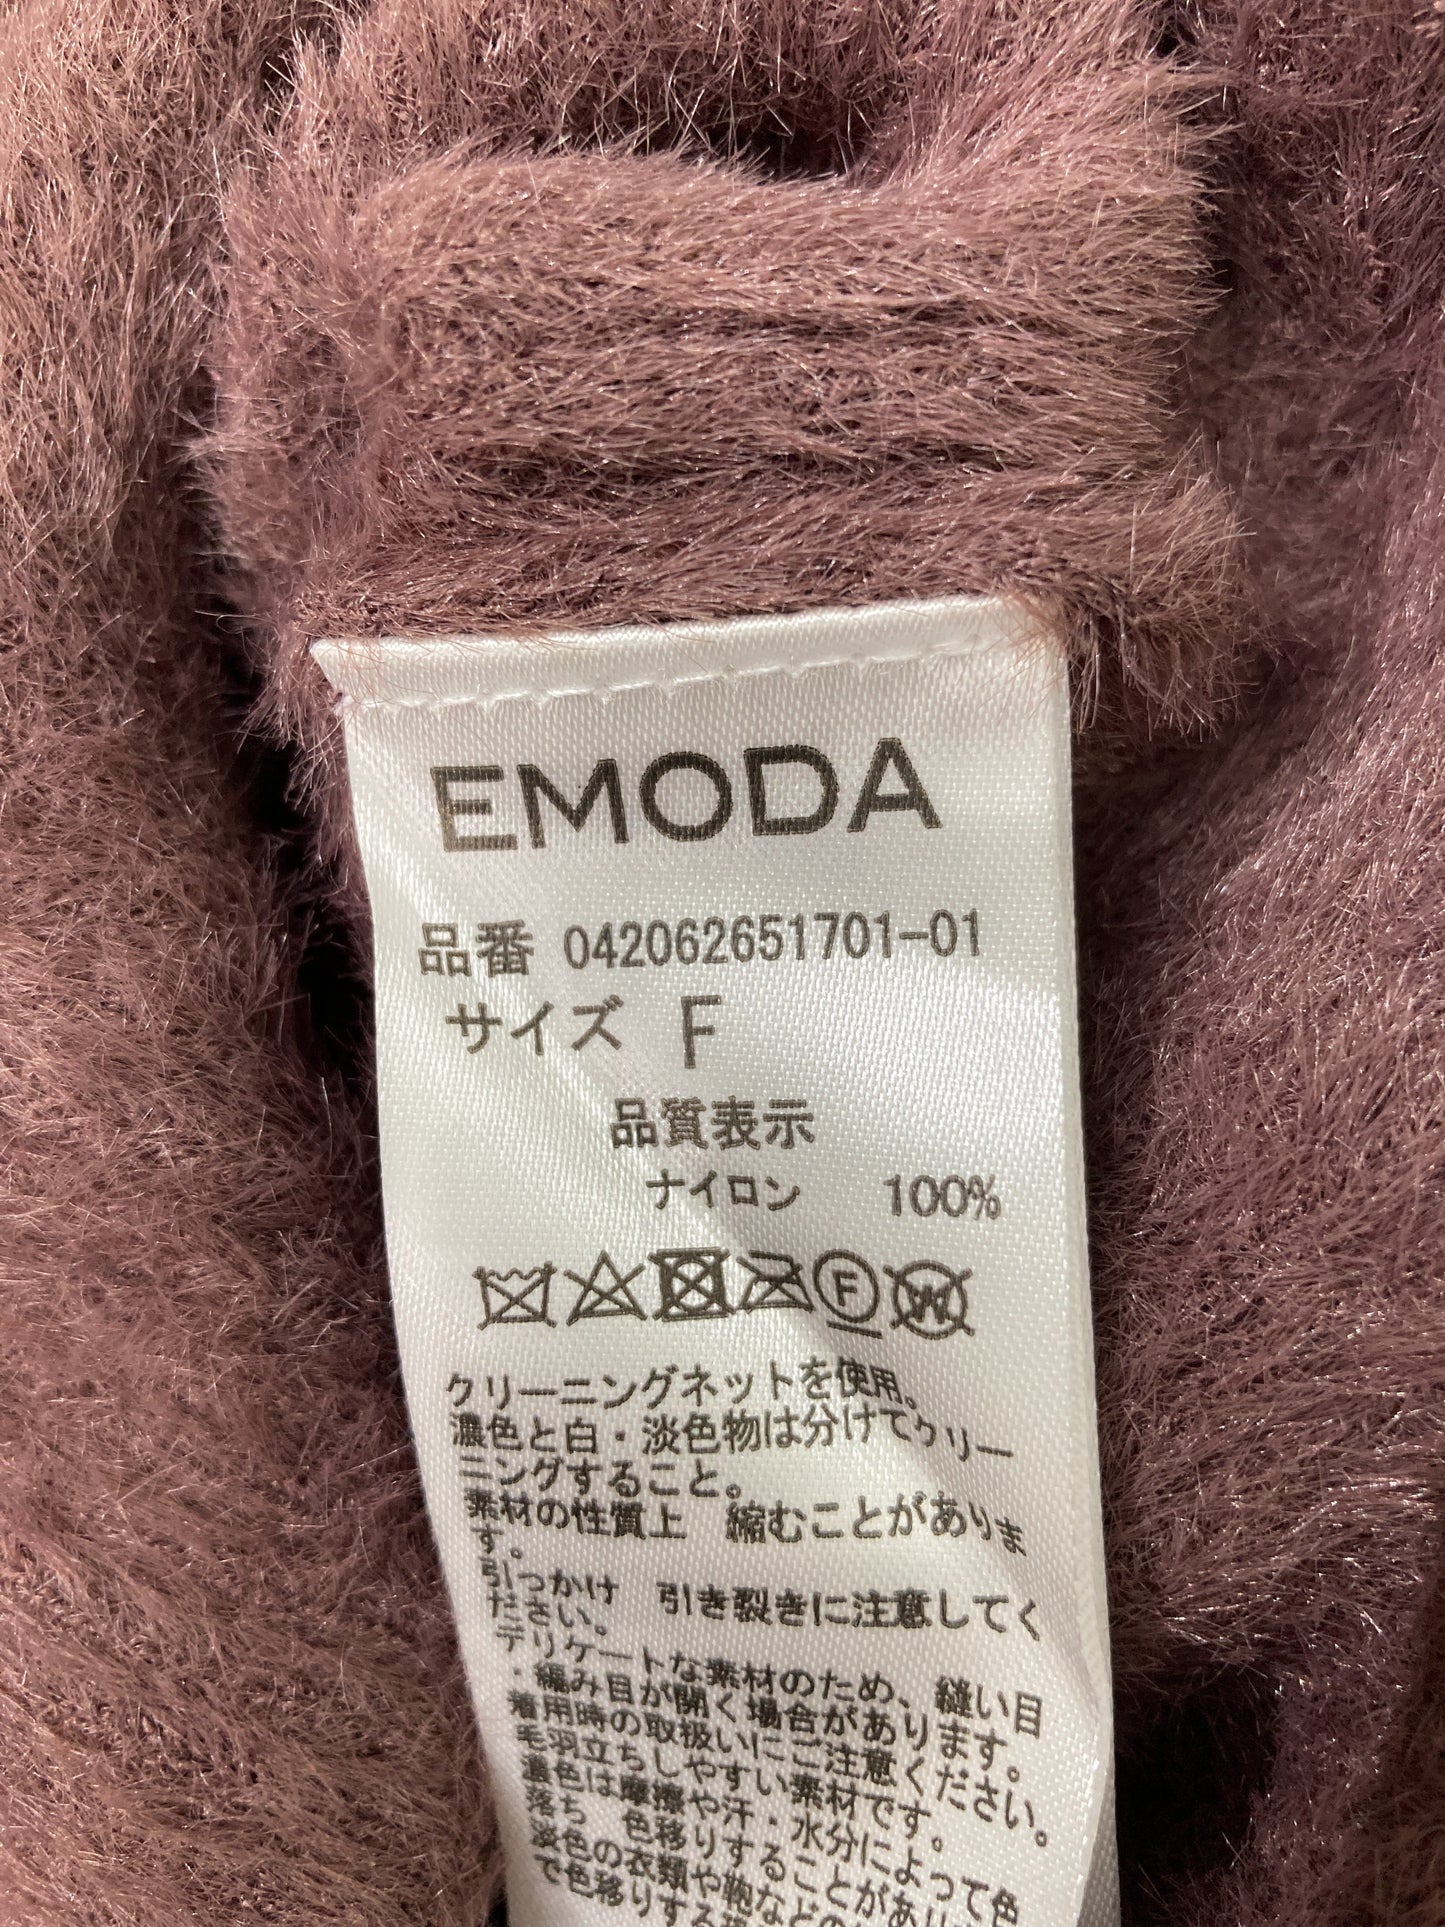 EMODA
品番 042062651701-01
サイズ F
品質表示
ナイロン 100%
F
W
クリーニングネットを使用。
濃色と白・淡色物は分けてクリー
ニングすること。
素材の性質上 縮むことがありま
す。
引っかけ 引き裂きに注意してく
ださい。
デリケートな素材のため、縫い目
・編み目が開く場合があります。
着用時の取扱いにご注意ください。
毛羽立ちしやすい素材です。
濃色は摩擦や汗・水分によって色
落ち 色移りすることがあり
淡色の衣類や鞄など
で色移りする